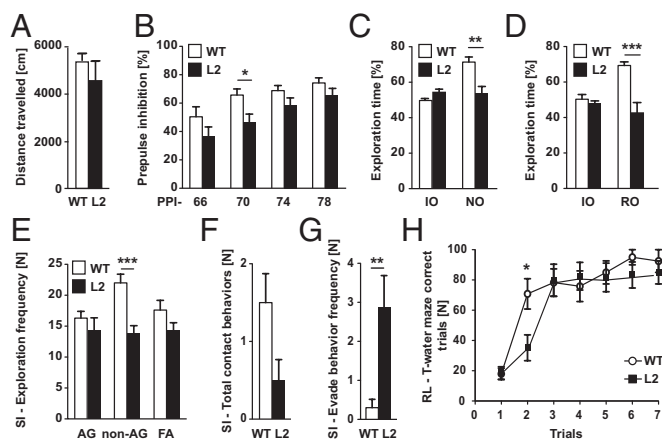 A
Distance travelled [cm]
6000
4000
2000
0
WT L2
B
Prepulse inhibition [%]
100
80
60
40
20
0
WT
L2
*
PPI- 66 70 74 78
C
Exploration time [%]
80
60
40
20
0
WT
L2
**
IO NO
D
Exploration time [%]
80
60
40
20
0
WT
L2
***
IO RO
E
SI - Exploration frequency [N]
25
20
15
10
5
0
WT
L2
***
AG non-AG FA
F
SI - Total contact behaviors [N]
2
1
0
WT L2
G
SI - Evade behavior frequency [N]
4
3
2
1
0
**
WT L2
H
RL - T-water maze correct
trials [N]
100
80
60
40
20
0
*
WT
L2
0 1 2 3 4 5 6 7
Trials